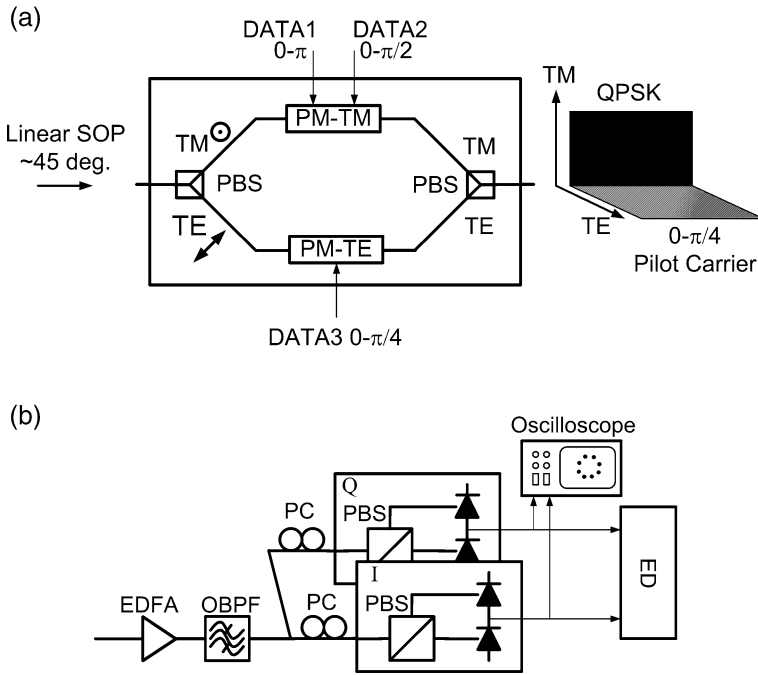 (a)
DATA1 DATA2
0-π 0-π/2
Linear SOP
~45 deg.
TM
PM-TM
TM
PBS
PBS
TE
TE
PM-TE
DATA3 0-π/4
TM
QPSK
TE
0-π/4
Pilot Carrier
(b)
Oscilloscope
Q
PC
PBS
I
EDFA
OBPF
PC
PBS
ED